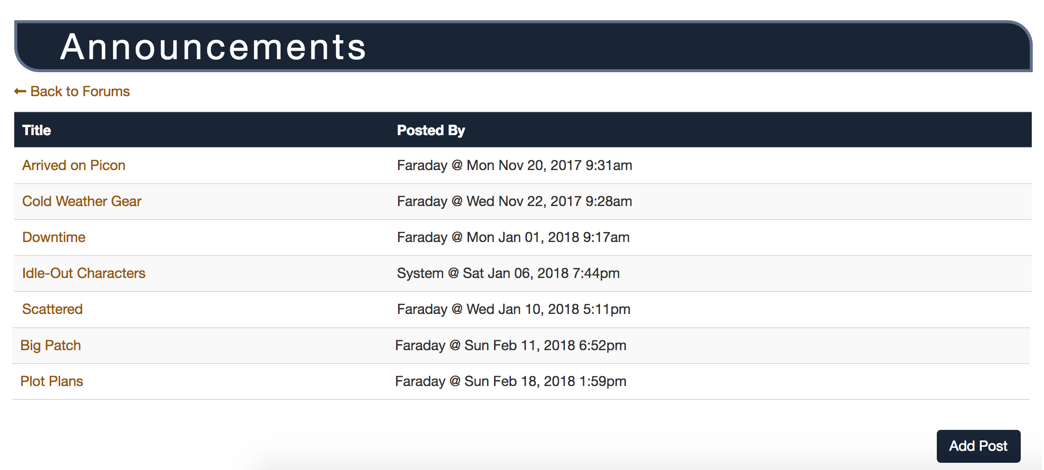 Announcements
← Back to Forums
Title Posted By
Arrived on Picon Faraday @ Mon Nov 20, 2017 9:31am
Cold Weather Gear Faraday @ Wed Nov 22, 2017 9:28am
Downtime Faraday @ Mon Jan 01, 2018 9:17am
Idle-Out Characters System @ Sat Jan 06, 2018 7:44pm
Scattered Faraday @ Wed Jan 10, 2018 5:11pm
Big Patch Faraday @ Sun Feb 11, 2018 6:52pm
Plot Plans Faraday @ Sun Feb 18, 2018 1:59pm
Add Post